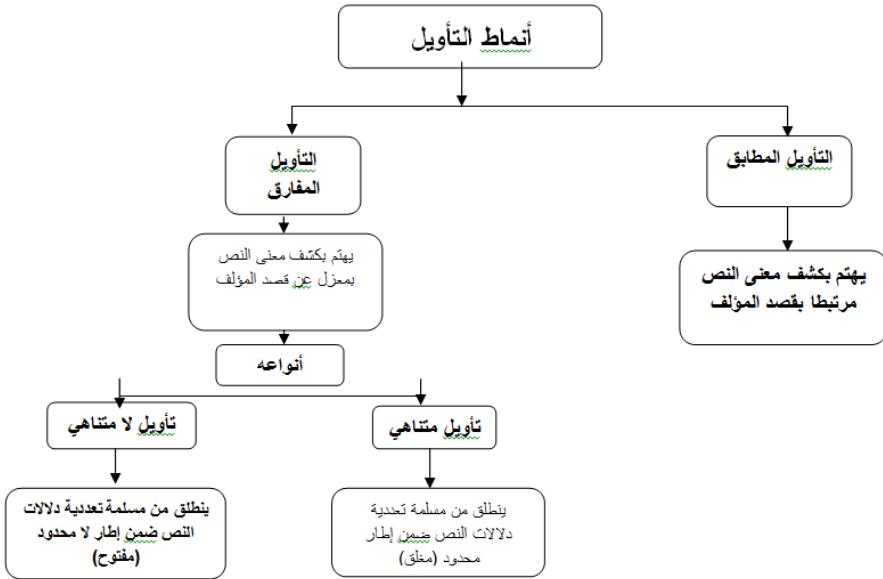 أنماط التأويل
التأويل المطابق
يهتم بكشف معنى النص
مرتبطا بقصد المؤلف
التأويل
المفارق
يهتم بكشف معنى النص
بمعزل عن قصد المؤلف
أنواعه
تأويل متناهي
ينطلق من مسلمة تعددية
دلالات النص ضمن إطار
محدود (مغلق)
تأويل لا متناهي
ينطلق من مسلمة تعددية دلالات
النص ضمن إطار لا محدود
(مفتوح)